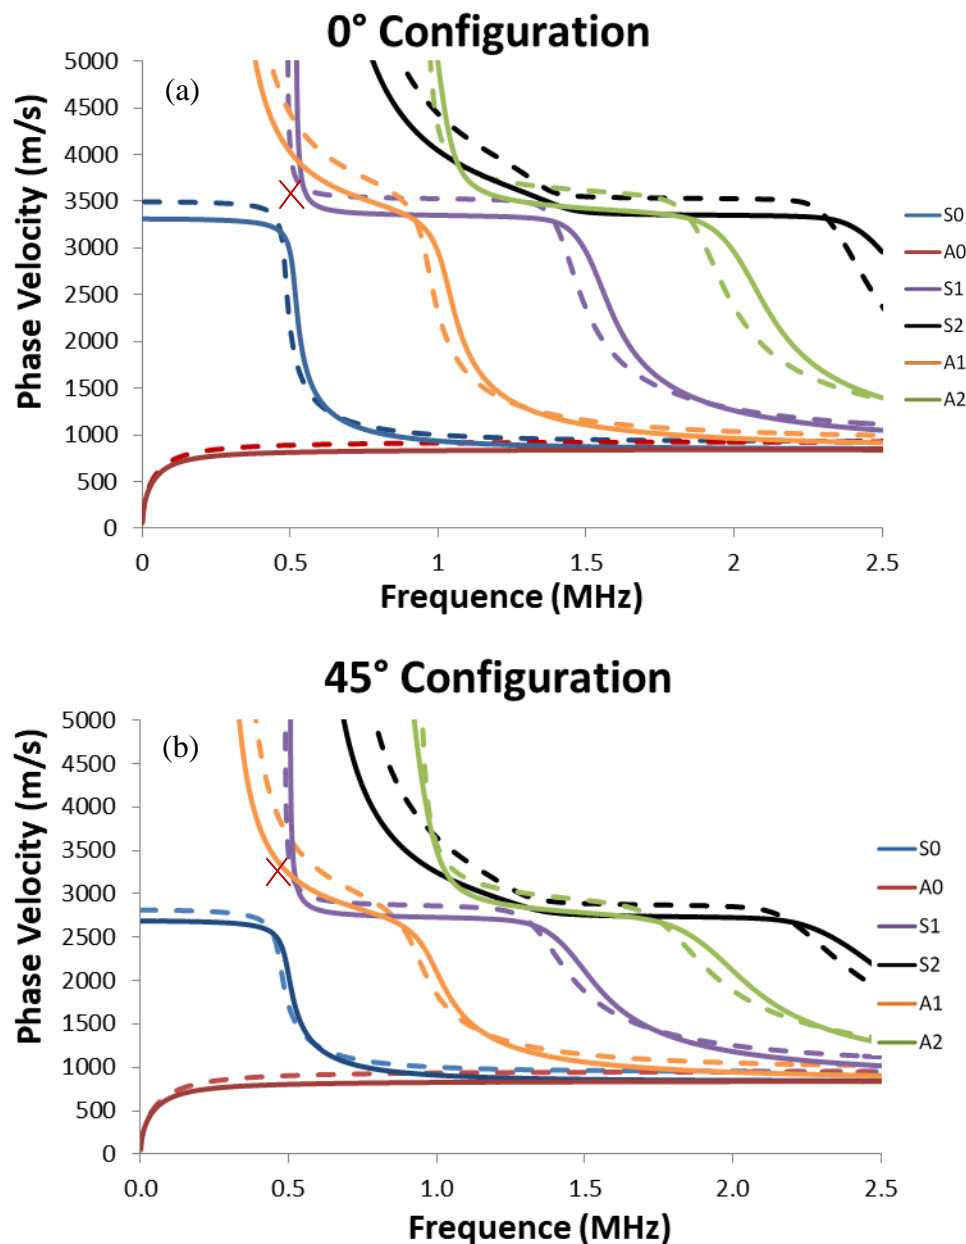 0° Configuration
(a)
Phase Velocity (m/s)
5000
4500
4000
3500
3000
2500
2000
1500
1000
500
0
0 0.5 1 1.5 2 2.5
Frequence (MHz)
S0
A0
S1
S2
A1
A2
45° Configuration
(b)
Phase Velocity (m/s)
5000
4500
4000
3500
3000
2500
2000
1500
1000
500
0
0.0 0.5 1.0 1.5 2.0 2.5
Frequence (MHz)
S0
A0
S1
S2
A1
A2